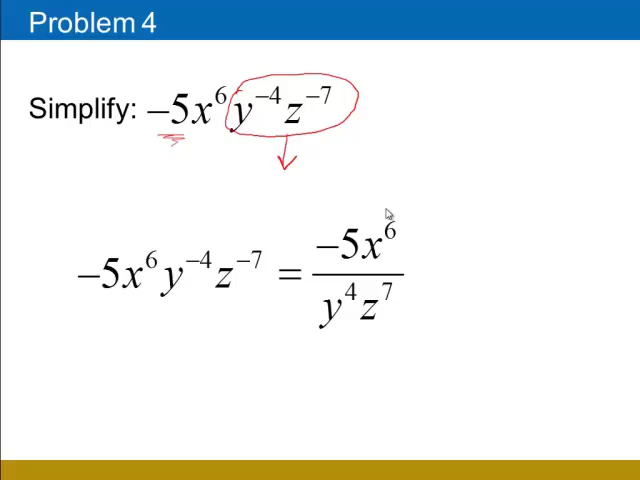 Problem 4
Simplify: −5x⁶y⁻⁴z⁻⁷
−5x⁶y⁻⁴z⁻⁷ = −5x⁶ / y⁴z⁷